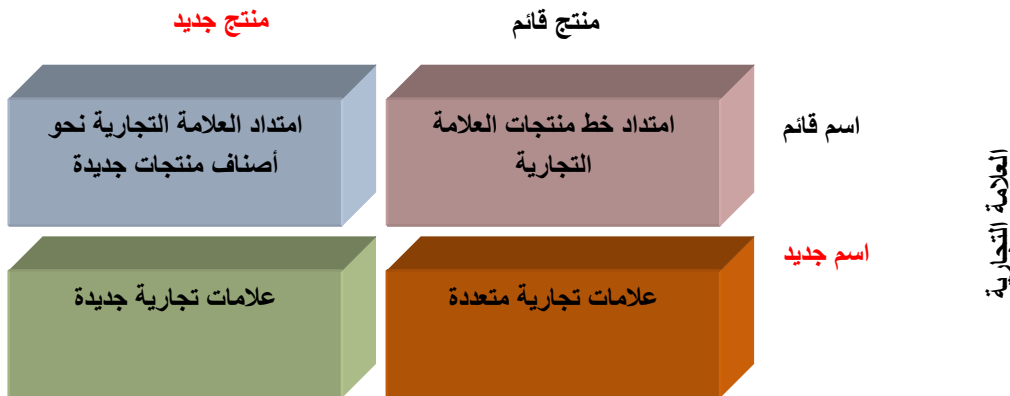 منتج قائم
منتج جديد
امتداد خط منتجات العلامة
التجارية
امتداد العلامة التجارية نحو
أصناف منتجات جديدة
اسم قائم
العلامة التجارية
اسم جديد
علامات تجارية متعددة
علامات تجارية جديدة